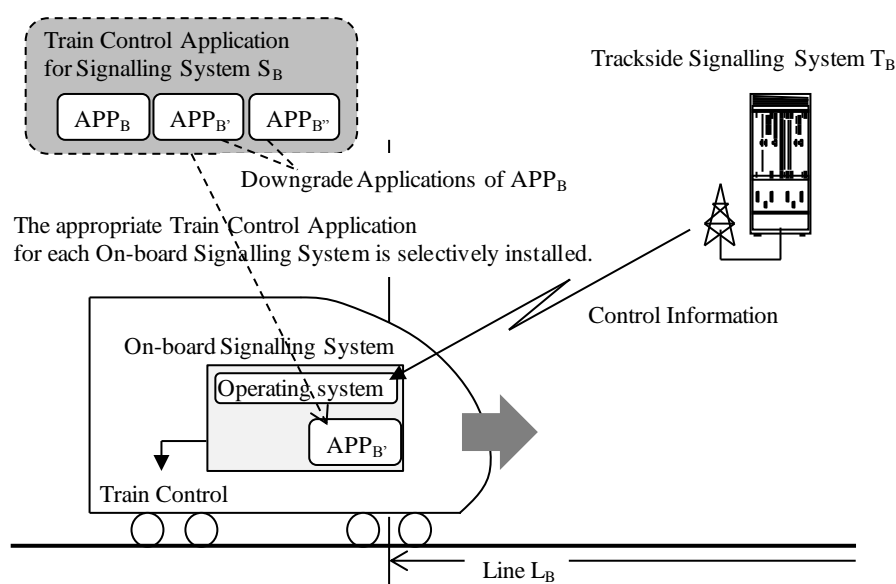 Train Control Application
for Signalling System S_B
APP_B APP_B' APP_B''
Trackside Signalling System T_B
Downgrade Applications of APP_B
The appropriate Train Control Application
for each On-board Signalling System is selectively installed.
Control Information
On-board Signalling System
Operating system
APP_B'
Train Control
Line L_B